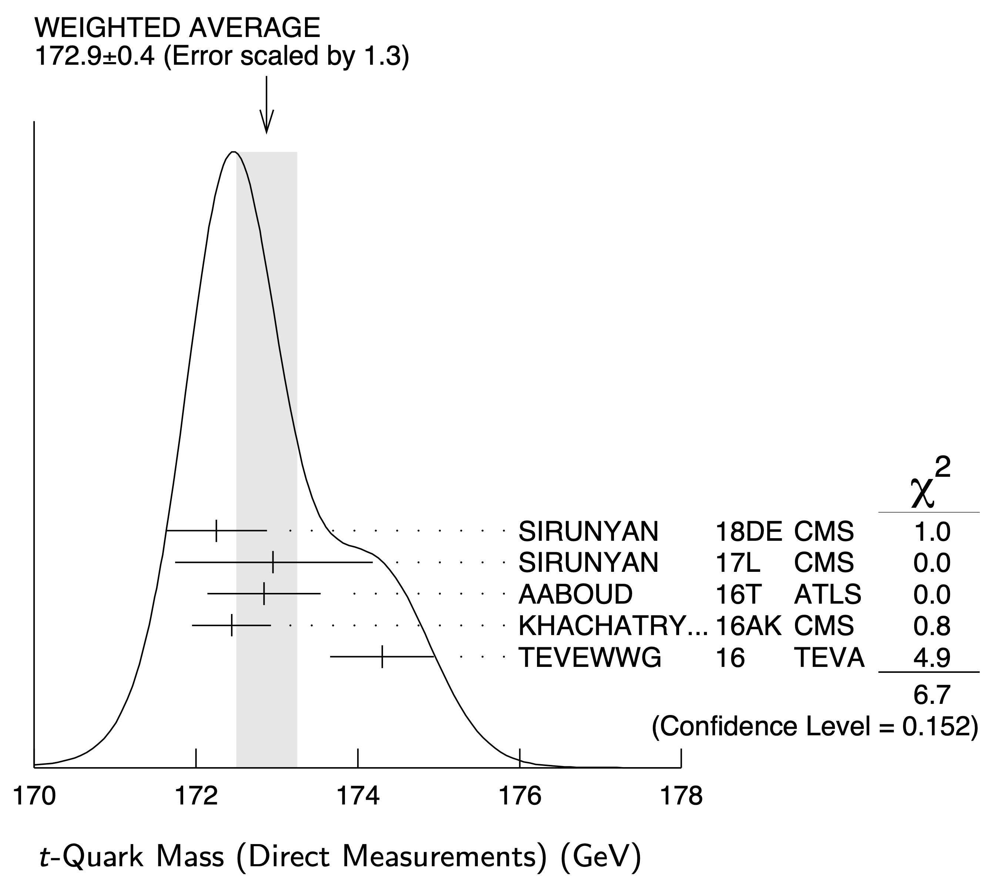 WEIGHTED AVERAGE
172.9±0.4 (Error scaled by 1.3)
χ²
SIRUNYAN 18DE CMS 1.0
SIRUNYAN 17L CMS 0.0
AABOUD 16T ATLS 0.0
KHACHATRY... 16AK CMS 0.8
TEVEWWG 16 TEVA 4.9
6.7
(Confidence Level = 0.152)
170 172 174 176 178
t-Quark Mass (Direct Measurements) (GeV)